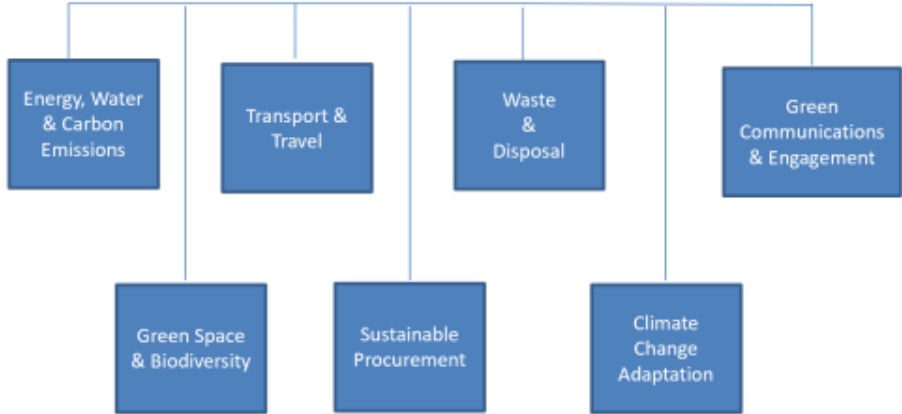 Energy, Water
& Carbon
Emissions
Transport &
Travel
Waste
&
Disposal
Green
Communications
& Engagement
Green Space
& Biodiversity
Sustainable
Procurement
Climate
Change
Adaptation